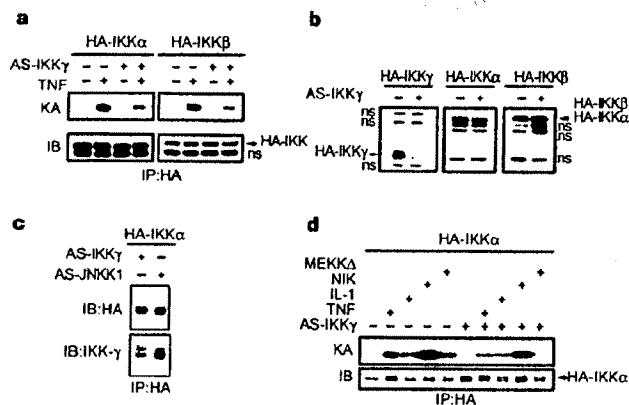 a
HA-IKKα HA-IKKβ
AS-IKKγ - - + + - - + +
TNF - + - + - + - +
KA
IB HA-IKK
ns
IP:HA
b
HA-IKKγ HA-IKKα HA-IKKβ
AS-IKKγ - + - + - +
HA-IKKβ
HA-IKKα
ns
ns
ns
ns
HA-IKKγ
ns
ns
c
HA-IKKα
AS-IKKγ + -
AS-JNKK1 - +
IB:HA
IB:IKK-γ
IP:HA
d
HA-IKKα
MEKKΔ + +
NIK + +
IL-1 + +
TNF + +
AS-IKKγ - - - - - + + + + +
KA
IB HA-IKKα
IP:HA